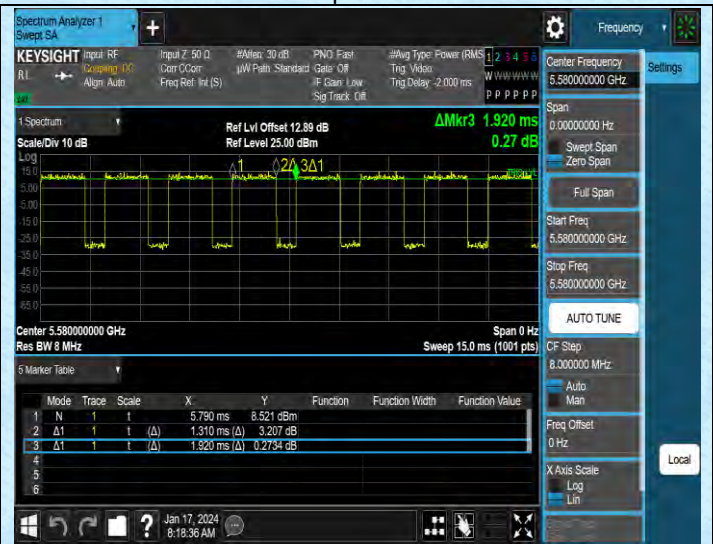 Spectrum Analyzer 1
Swept SA
+
Frequency
KEYSIGHT Input: RF
RL
Coupling: DC
Align: Auto
Input Z: 50 Ω
Corr CCorr
Freq Ref: Int (S)
#Atten: 30 dB
µW Path: Standard
PNO: Fast
Gate: Off
IF Gain: Low
Sig Track: Off
#Avg Type: Power (RMS
Trig: Video
Trig Delay: -2.000 ms
1 2 3 4 5 6
W W W W W W
P P P P P P
Center Frequency
5.580000000 GHz
Settings
1 Spectrum
Scale/Div 10 dB
Ref Lvl Offset 12.89 dB
Ref Level 25.00 dBm
ΔMkr3 1.920 ms
0.27 dB
Log
15.0
5.00
-5.00
-15.0
-25.0
-35.0
-45.0
-55.0
-65.0
1
2Δ
3Δ1
Center 5.580000000 GHz
Res BW 8 MHz
Span 0 Hz
Sweep 15.0 ms (1001 pts)
Span
0.00000000 Hz
Swept Span
Zero Span
Full Span
Start Freq
5.580000000 GHz
Stop Freq
5.580000000 GHz
AUTO TUNE
CF Step
8.000000 MHz
Auto
Man
Freq Offset
0 Hz
X Axis Scale
Log
Lin
Local
5 Marker Table
Mode Trace Scale X Y Function Function Width Function Value
1 N 1 t 5.790 ms 8.521 dBm
2 Δ1 1 t (Δ) 1.310 ms (Δ) 3.207 dB
3 Δ1 1 t (Δ) 1.920 ms (Δ) 0.2734 dB
4
5
6
?
Jan 17, 2024
8:18:36 AM